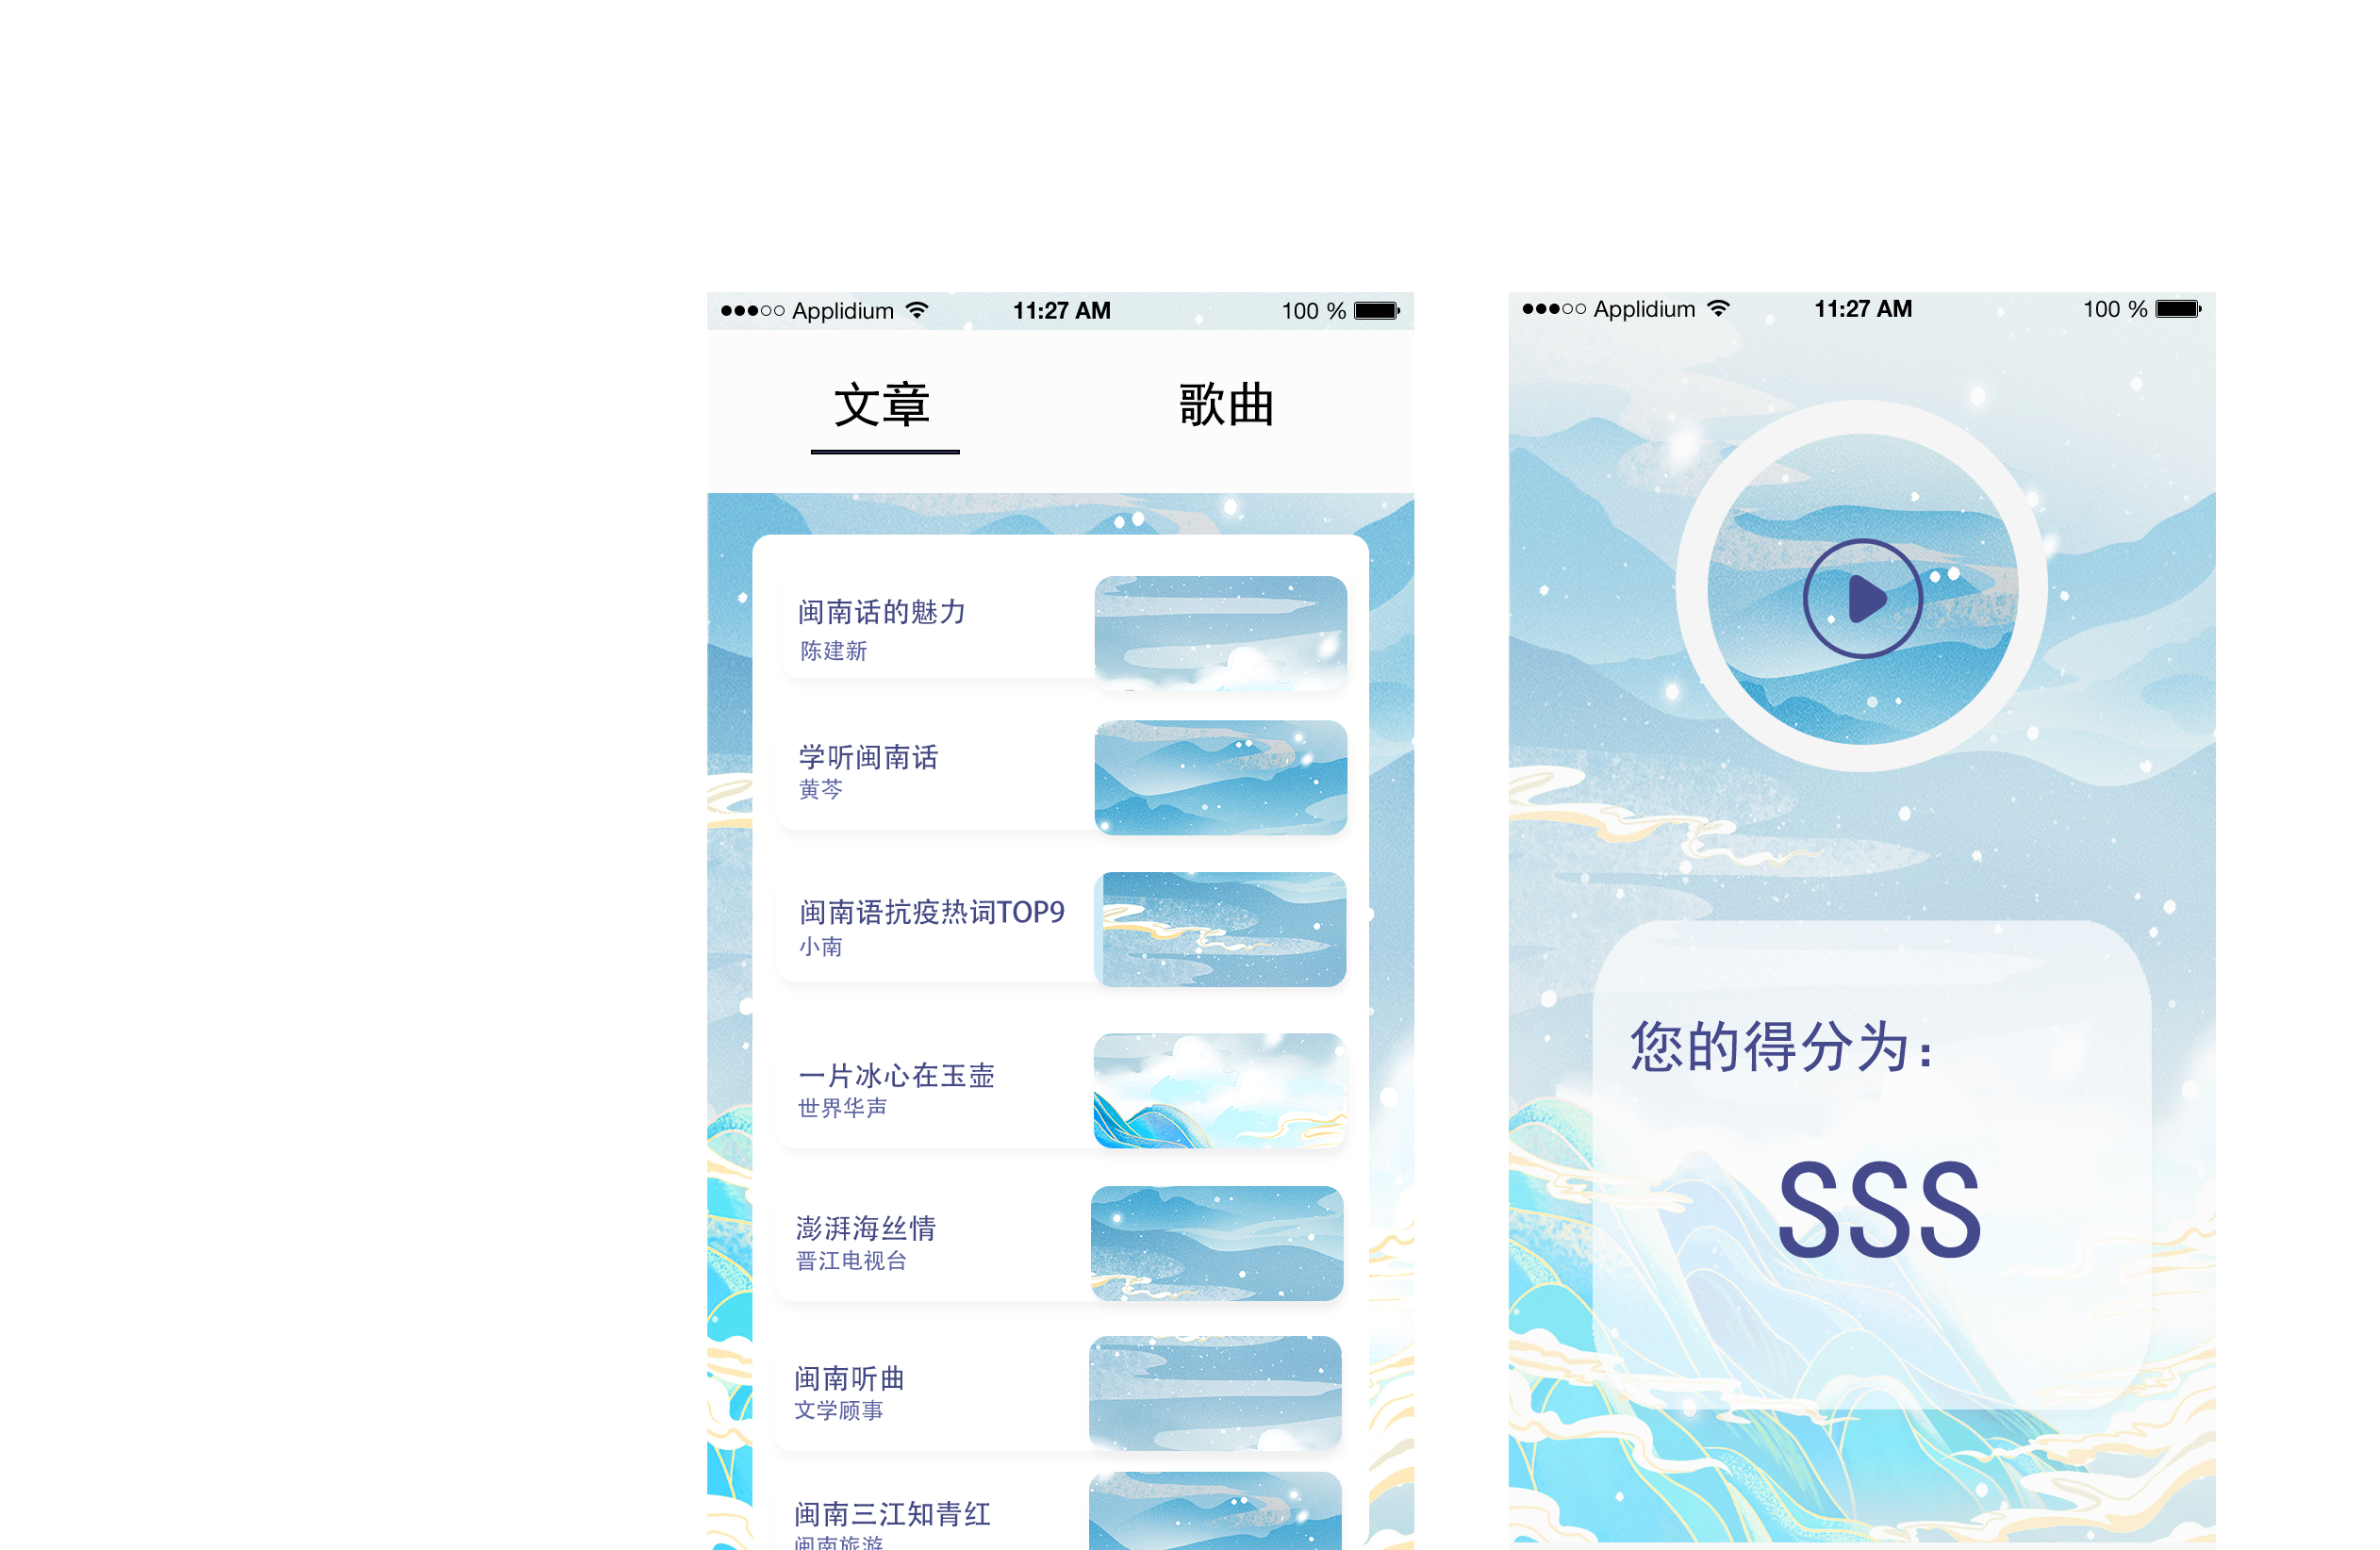 Applidium 11:27 AM 100 %
文章 歌曲
闽南话的魅力
陈建新
学听闽南话
黄芩
闽南语抗疫热词TOP9
小南
一片冰心在玉壶
世界华声
澎湃海丝情
晋江电视台
闽南听曲
文学顾事
闽南三江知青红
闽南旅游
Applidium 11:27 AM 100 %
您的得分为：
SSS